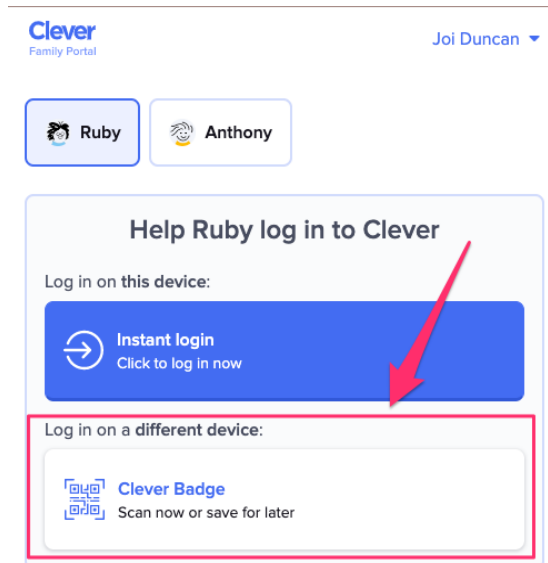 Clever
Family Portal
Joi Duncan
Ruby
Anthony
Help Ruby log in to Clever
Log in on this device:
Instant login
Click to log in now
Log in on a different device:
Clever Badge
Scan now or save for later